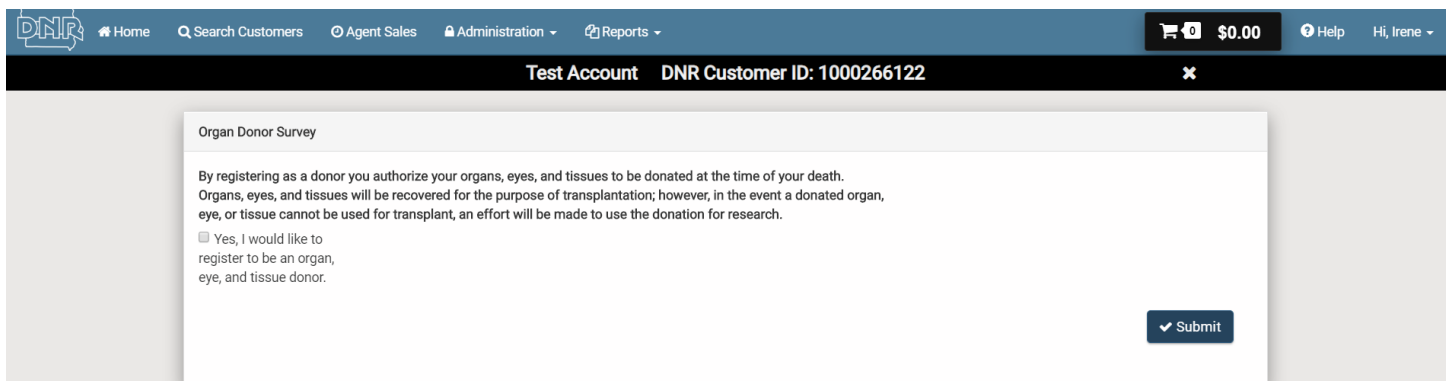 DNR Home Search Customers Agent Sales Administration Reports 0 $0.00 Help Hi, Irene
Test Account DNR Customer ID: 1000266122
Organ Donor Survey
By registering as a donor you authorize your organs, eyes, and tissues to be donated at the time of your death.
Organs, eyes, and tissues will be recovered for the purpose of transplantation; however, in the event a donated organ,
eye, or tissue cannot be used for transplant, an effort will be made to use the donation for research.
Yes, I would like to
register to be an organ,
eye, and tissue donor.
Submit